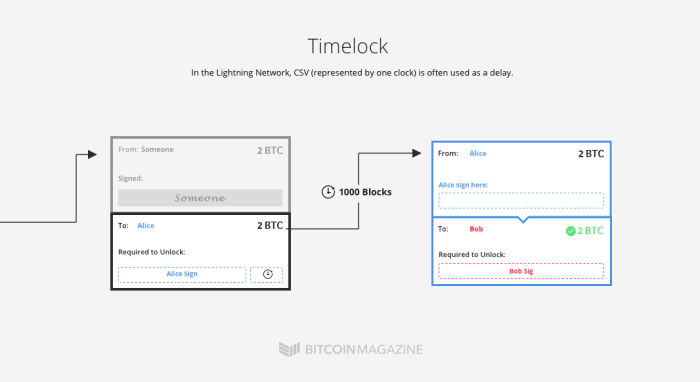 Timelock
In the Lightning Network, CSV (represented by one clock) is often used as a delay.
From: Someone 2 BTC
Signed:
Someone
To: Alice 2 BTC
Required to Unlock:
Alice Sign
1000 Blocks
From: Alice 2 BTC
Alice sign here:
To: Bob 2 BTC
Required to Unlock:
Bob Sig
BITCOINMAGAZINE